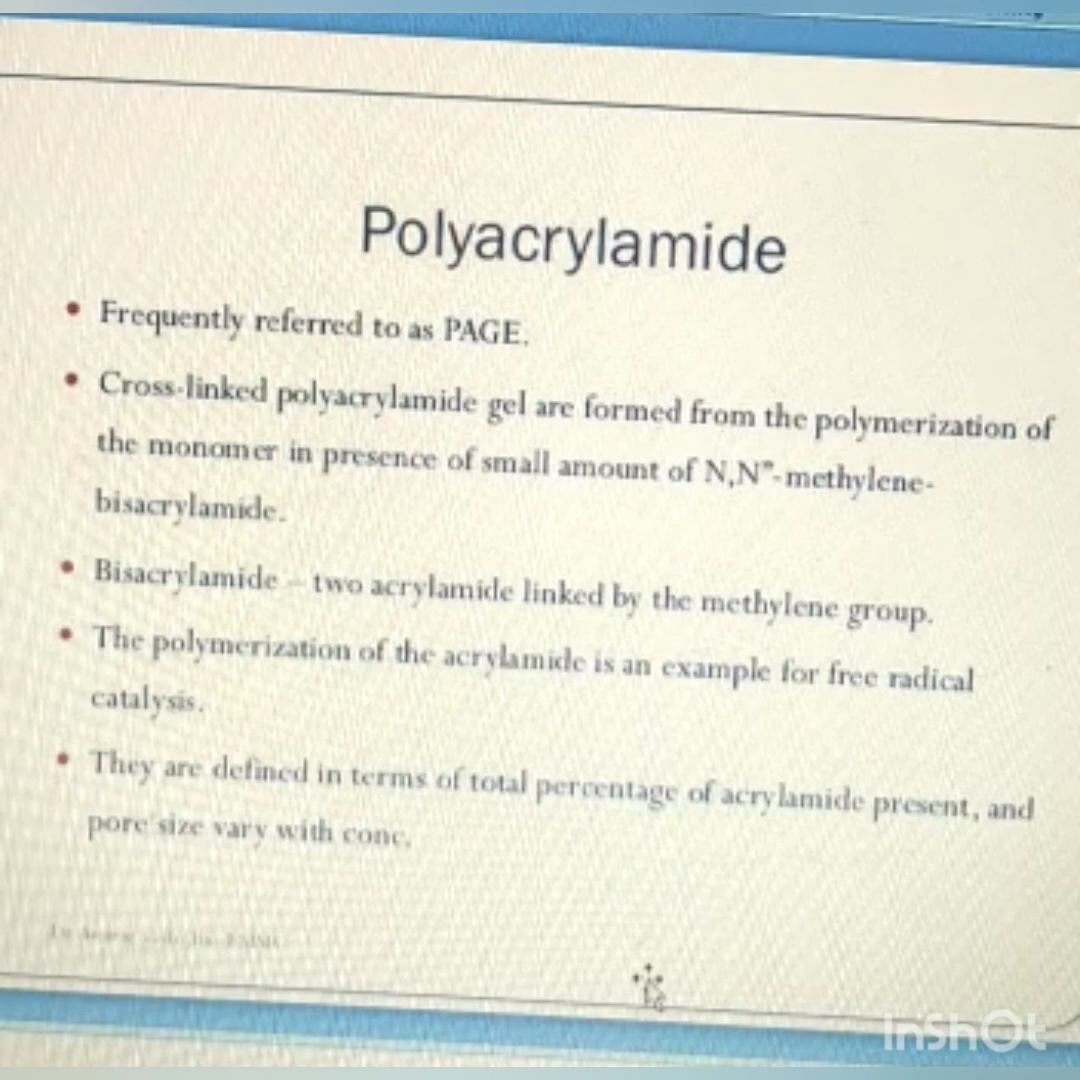 Polyacrylamide
• Frequently referred to as PAGE.
• Cross-linked polyacrylamide gel are formed from the polymerization of
the monomer in presence of small amount of N,N”-methylene-
bisacrylamide.
• Bisacrylamide – two acrylamide linked by the methylene group.
• The polymerization of the acrylamide is an example for free radical
catalysis.
• They are defined in terms of total percentage of acrylamide present, and
pore size vary with conc.
InShOt